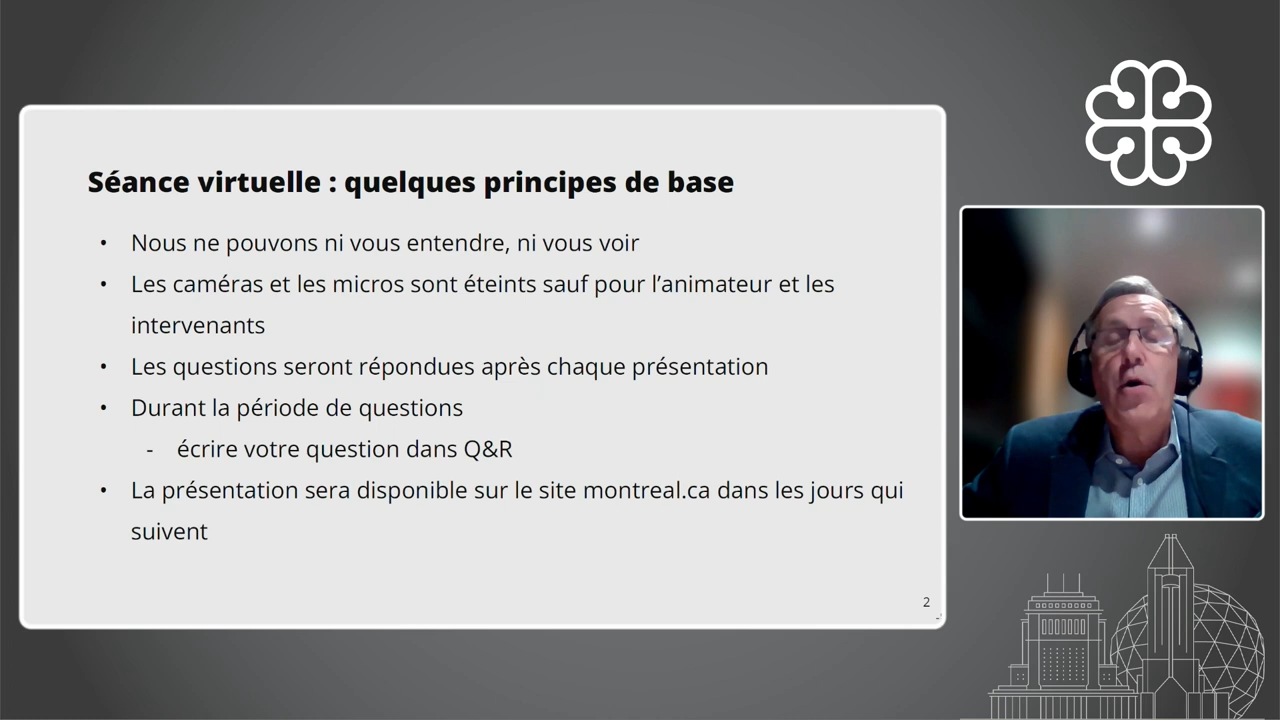 Séance virtuelle : quelques principes de base
• Nous ne pouvons ni vous entendre, ni vous voir
• Les caméras et les micros sont éteints sauf pour l’animateur et les
intervenants
• Les questions seront répondues après chaque présentation
• Durant la période de questions
- écrire votre question dans Q&R
• La présentation sera disponible sur le site montreal.ca dans les jours qui
suivent
2